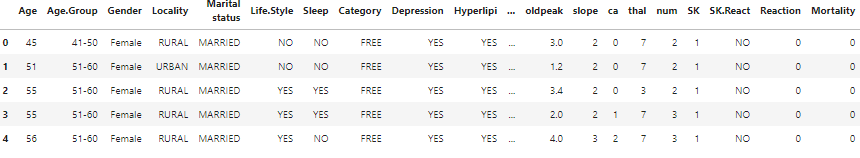 Age Age.Group Gender Locality Marital status Life.Style Sleep Category Depression Hyperlipi ... oldpeak slope ca thal num SK SK.React Reaction Mortality
0 45 41-50 Female RURAL MARRIED NO NO FREE YES YES ... 3.0 2 0 7 2 1 NO 0 0
1 51 51-60 Female URBAN MARRIED NO NO FREE YES YES ... 1.2 2 0 7 2 1 NO 0 0
2 55 51-60 Female RURAL MARRIED YES YES FREE YES YES ... 3.4 2 0 3 2 1 NO 0 0
3 55 51-60 Female RURAL MARRIED YES YES FREE YES YES ... 2.0 2 1 7 3 1 NO 0 0
4 56 51-60 Female RURAL MARRIED YES NO FREE YES YES ... 4.0 3 2 7 3 1 NO 0 0